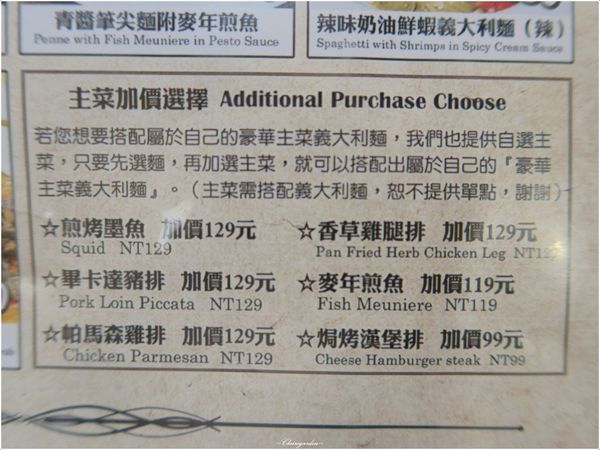 青醬筆尖麵附麥年煎魚
Penne with Fish Meuniere in Pesto Sauce
辣味奶油鮮蝦義大利麵（辣）
Spaghetti with Shrimps in Spicy Cream Sauce
主菜加價選擇 Additional Purchase Choose
若您想要搭配屬於自己的豪華主菜義大利麵，我們也提供自選主
菜，只要先選麵，再加選主菜，就可以搭配出屬於自己的『豪華
主菜義大利麵』。（主菜需搭配義大利麵，恕不提供單點，謝謝）
☆煎烤墨魚 加價129元
Squid NT129
☆香草雞腿排 加價129元
Pan Fried Herb Chicken Leg NT12
☆畢卡達豬排 加價129元
Pork Loin Piccata NT129
☆麥年煎魚 加價119元
Fish Meuniere NT119
☆帕馬森雞排 加價129元
Chicken Parmesan NT129
☆焗烤漢堡排 加價99元
Cheese Hamburger steak NT99